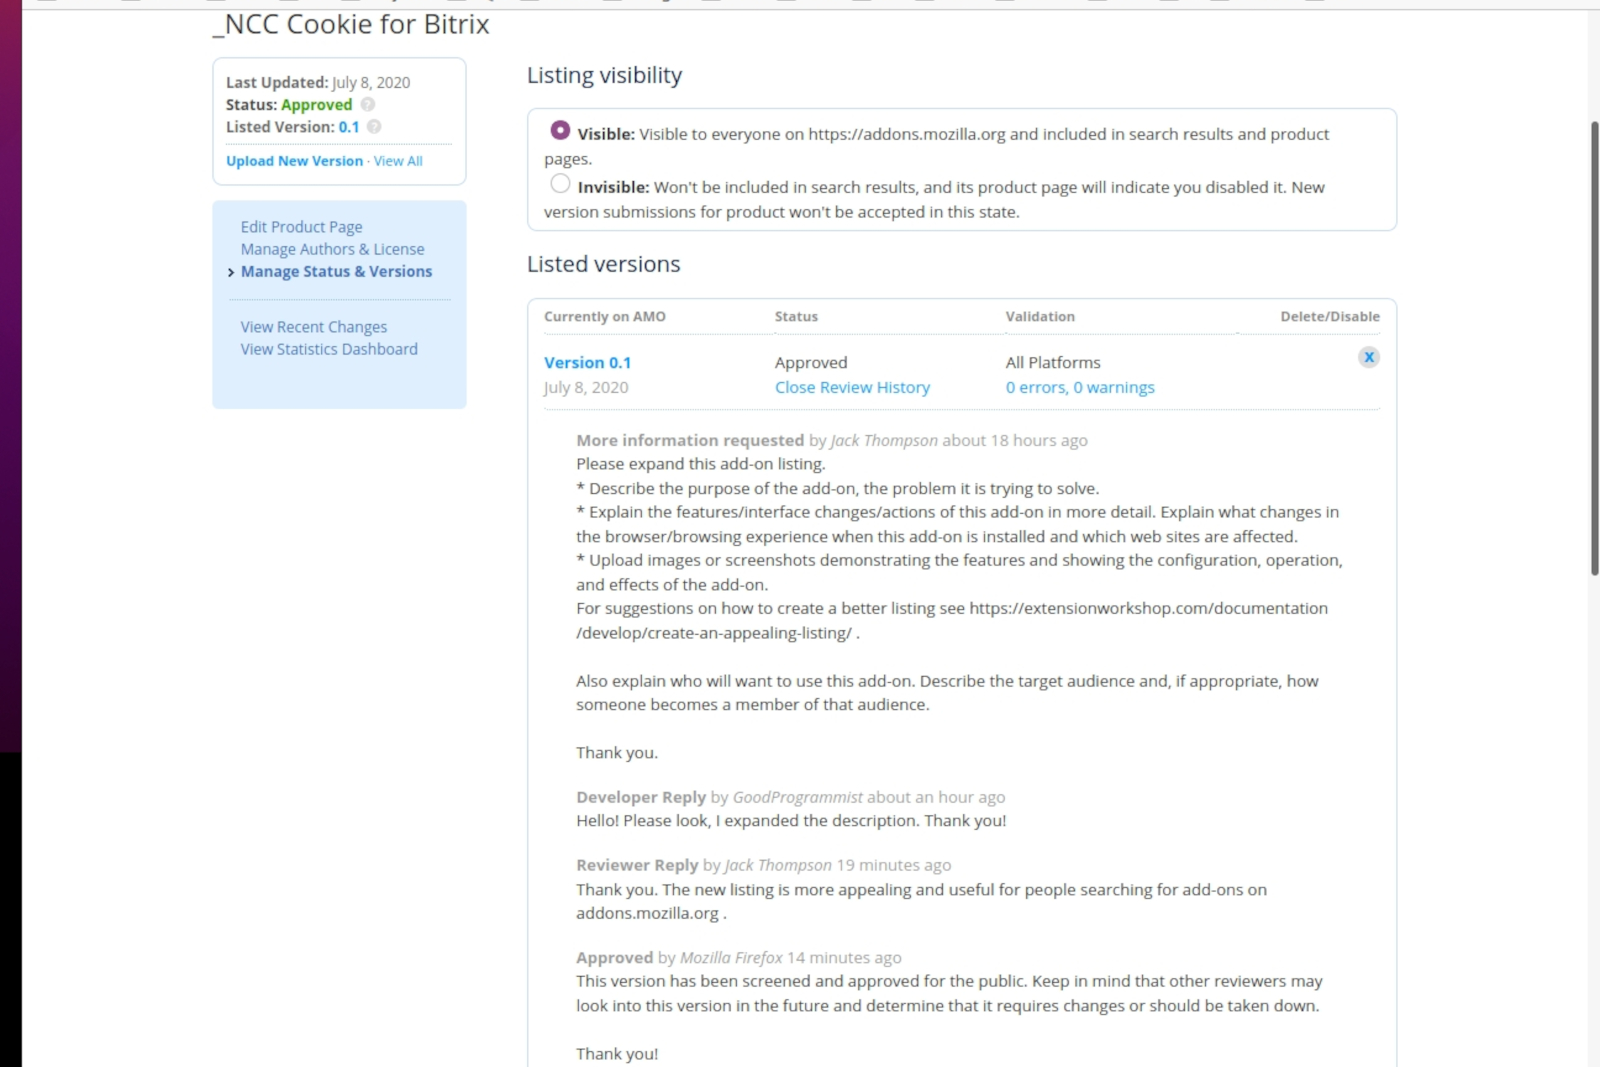 _NCC Cookie for Bitrix
Last Updated: July 8, 2020
Status: Approved ?
Listed Version: 0.1 ?
Upload New Version · View All
Edit Product Page
Manage Authors & License
Manage Status & Versions
View Recent Changes
View Statistics Dashboard
Listing visibility
Visible: Visible to everyone on https://addons.mozilla.org and included in search results and product
pages.
Invisible: Won't be included in search results, and its product page will indicate you disabled it. New
version submissions for product won't be accepted in this state.
Listed versions
Currently on AMO Status Validation Delete/Disable
Version 0.1 Approved All Platforms X
July 8, 2020 Close Review History 0 errors, 0 warnings
More information requested by Jack Thompson about 18 hours ago
Please expand this add-on listing.
* Describe the purpose of the add-on, the problem it is trying to solve.
* Explain the features/interface changes/actions of this add-on in more detail. Explain what changes in
the browser/browsing experience when this add-on is installed and which web sites are affected.
* Upload images or screenshots demonstrating the features and showing the configuration, operation,
and effects of the add-on.
For suggestions on how to create a better listing see https://extensionworkshop.com/documentation
/develop/create-an-appealing-listing/ .
Also explain who will want to use this add-on. Describe the target audience and, if appropriate, how
someone becomes a member of that audience.
Thank you.
Developer Reply by GoodProgrammist about an hour ago
Hello! Please look, I expanded the description. Thank you!
Reviewer Reply by Jack Thompson 19 minutes ago
Thank you. The new listing is more appealing and useful for people searching for add-ons on
addons.mozilla.org .
Approved by Mozilla Firefox 14 minutes ago
This version has been screened and approved for the public. Keep in mind that other reviewers may
look into this version in the future and determine that it requires changes or should be taken down.
Thank you!